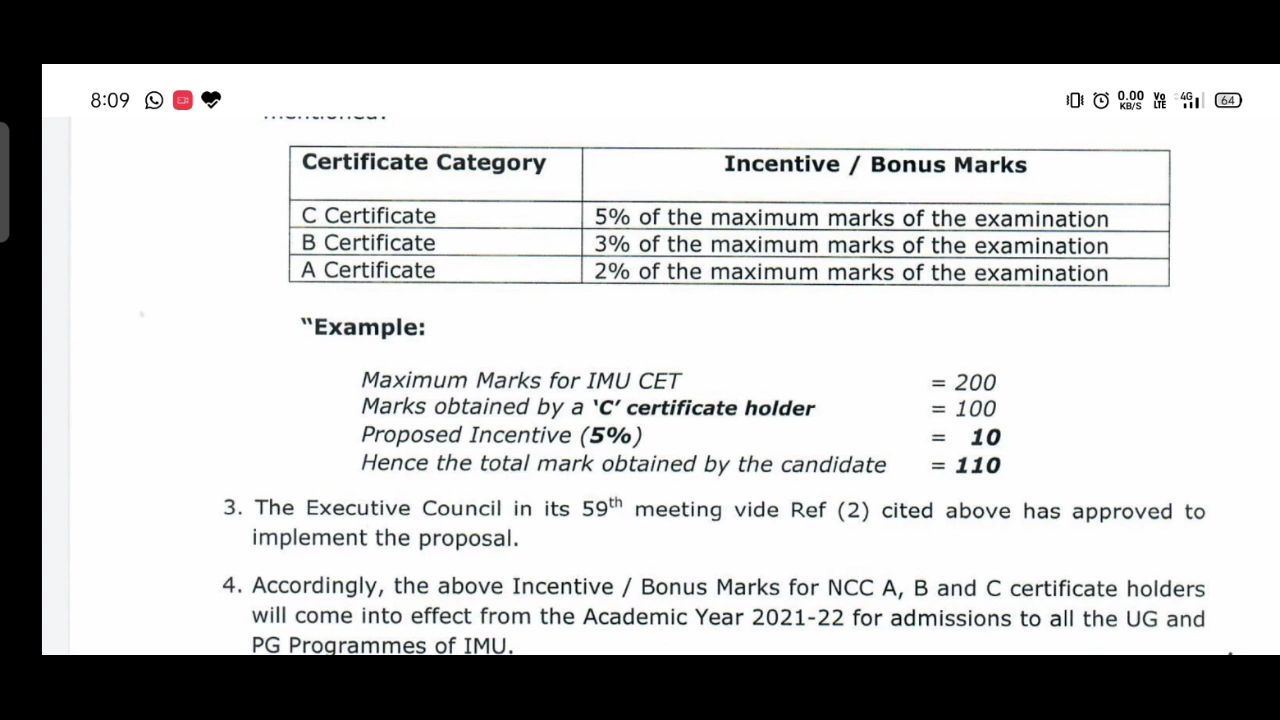 8:09 0.00 KB/S Vo LTE 4G 64
mentioned:
Certificate Category Incentive / Bonus Marks
C Certificate 5% of the maximum marks of the examination
B Certificate 3% of the maximum marks of the examination
A Certificate 2% of the maximum marks of the examination
“Example:
Maximum Marks for IMU CET = 200
Marks obtained by a ‘C’ certificate holder = 100
Proposed Incentive (5%) = 10
Hence the total mark obtained by the candidate = 110
3. The Executive Council in its 59th meeting vide Ref (2) cited above has approved to
implement the proposal.
4. Accordingly, the above Incentive / Bonus Marks for NCC A, B and C certificate holders
will come into effect from the Academic Year 2021-22 for admissions to all the UG and
PG Programmes of IMU.